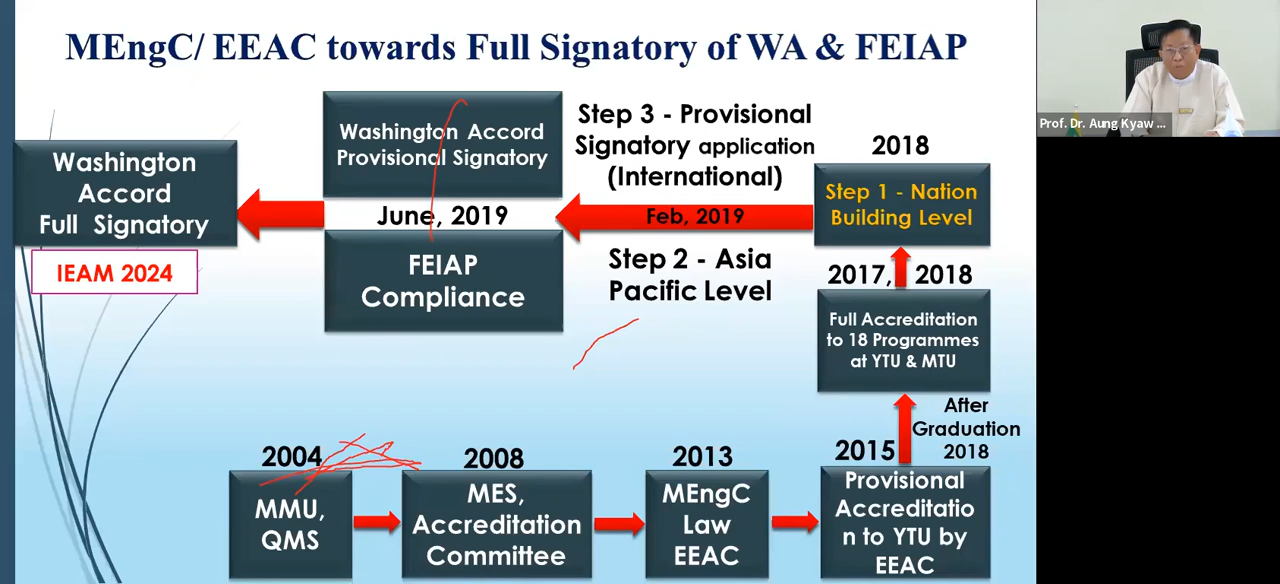 MEngC/ EEAC towards Full Signatory of WA & FEIAP
Prof. Dr. Aung Kyaw ...
Washington
Accord
Full Signatory
IEAM 2024
Washington Accord
Provisional Signatory
June, 2019
FEIAP
Compliance
Step 3 - Provisional
Signatory application
(International)
Feb, 2019
Step 2 - Asia
Pacific Level
2018
Step 1 - Nation
Building Level
2017, 2018
Full Accreditation
to 18 Programmes
at YTU & MTU
After
Graduation
2018
2004
MMU,
QMS
2008
MES,
Accreditation
Committee
2013
MEngC
Law
EEAC
2015
Provisional
Accreditatio
n to YTU by
EEAC